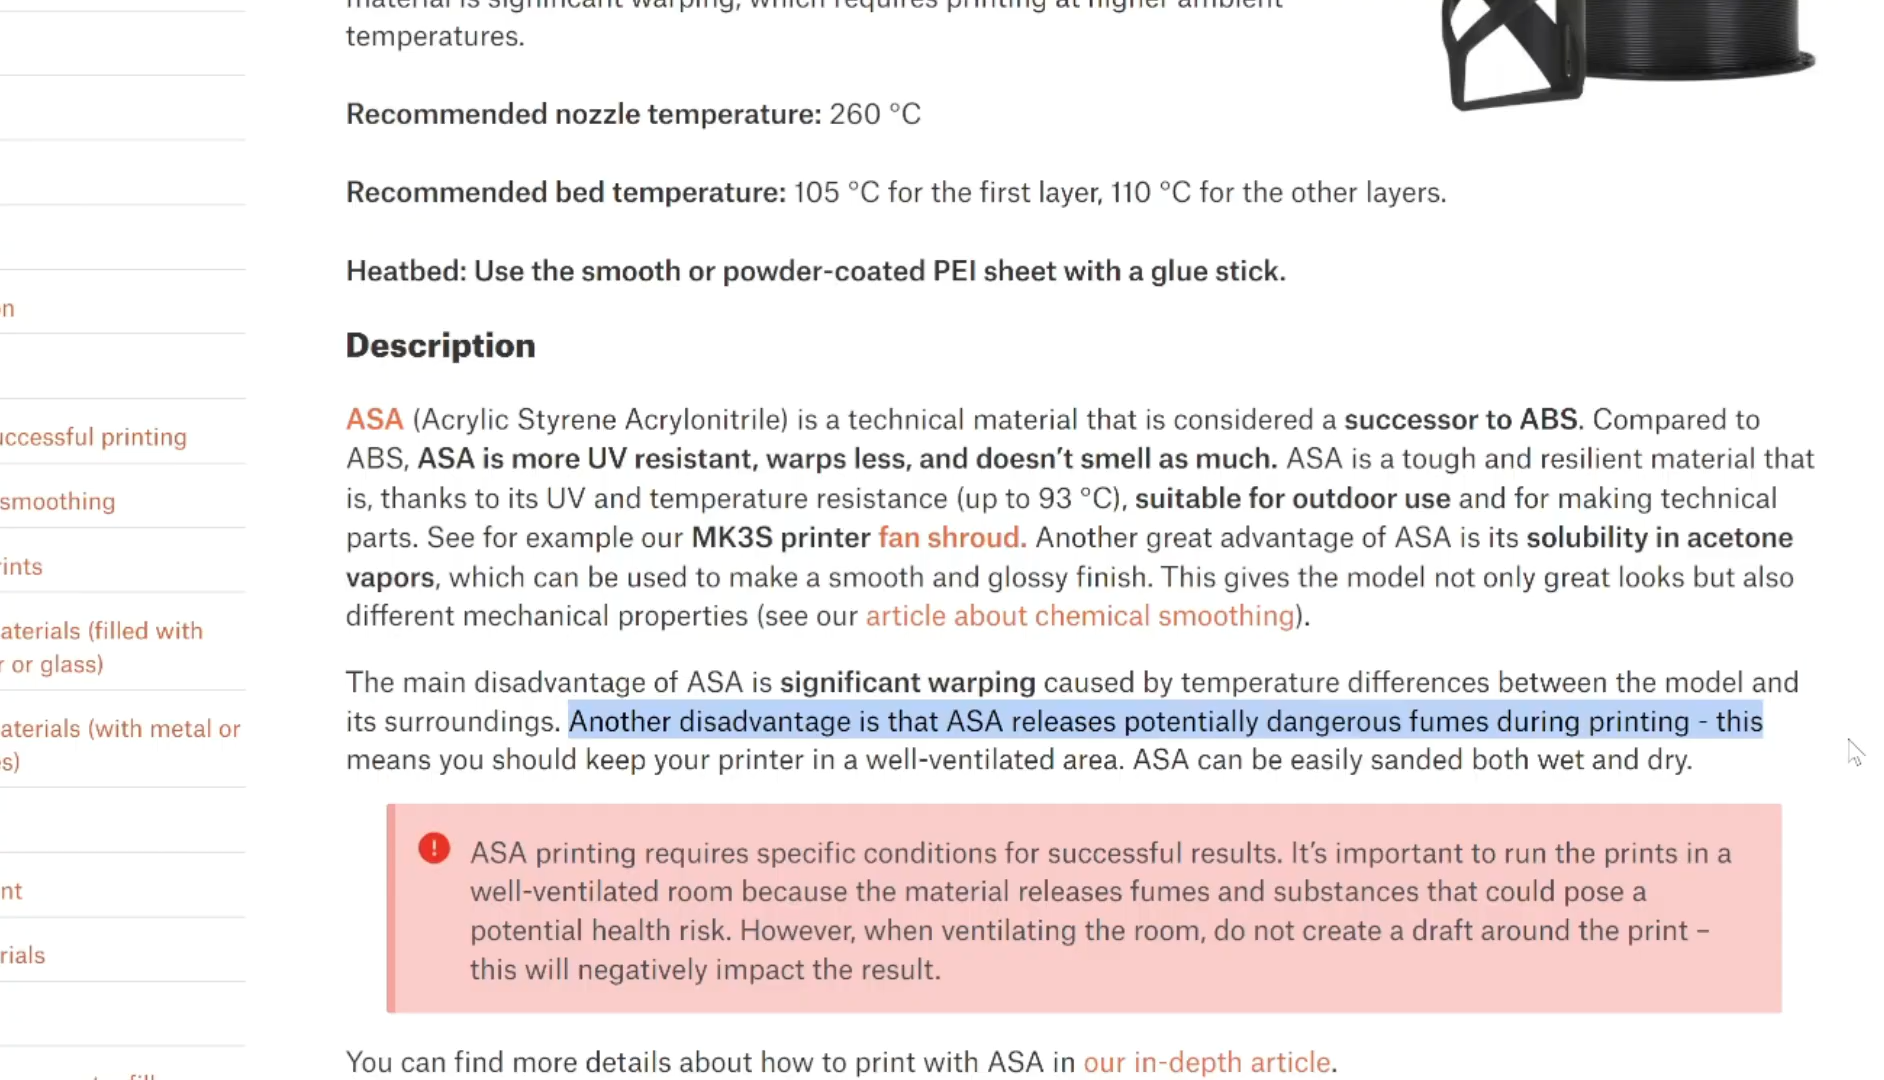 material is significant warping, which requires printing at higher ambient
temperatures.
Recommended nozzle temperature: 260 °C
Recommended bed temperature: 105 °C for the first layer, 110 °C for the other layers.
Heatbed: Use the smooth or powder-coated PEI sheet with a glue stick.
Description
ASA (Acrylic Styrene Acrylonitrile) is a technical material that is considered a successor to ABS. Compared to
ABS, ASA is more UV resistant, warps less, and doesn't smell as much. ASA is a tough and resilient material that
is, thanks to its UV and temperature resistance (up to 93 °C), suitable for outdoor use and for making technical
parts. See for example our MK3S printer fan shroud. Another great advantage of ASA is its solubility in acetone
vapors, which can be used to make a smooth and glossy finish. This gives the model not only great looks but also
different mechanical properties (see our article about chemical smoothing).
The main disadvantage of ASA is significant warping caused by temperature differences between the model and
its surroundings. Another disadvantage is that ASA releases potentially dangerous fumes during printing - this
means you should keep your printer in a well-ventilated area. ASA can be easily sanded both wet and dry.
ASA printing requires specific conditions for successful results. It's important to run the prints in a
well-ventilated room because the material releases fumes and substances that could pose a
potential health risk. However, when ventilating the room, do not create a draft around the print –
this will negatively impact the result.
You can find more details about how to print with ASA in our in-depth article.
n
uccessful printing
smoothing
rints
aterials (filled with
r or glass)
aterials (with metal or
es)
nt
rials